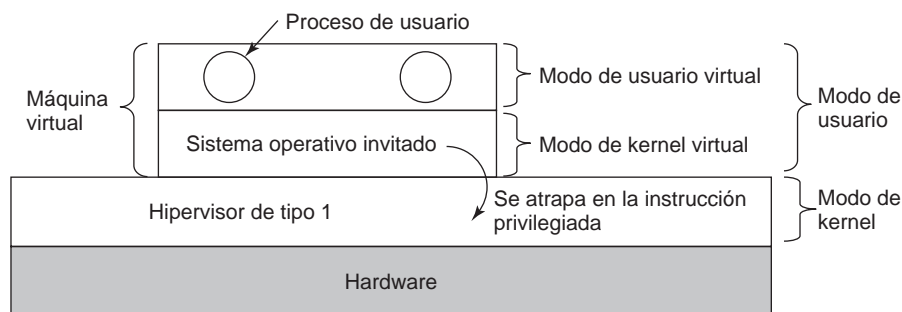 Proceso de usuario
Máquina
virtual
Modo de usuario virtual
Modo de
usuario
Sistema operativo invitado
Modo de kernel virtual
Hipervisor de tipo 1
Se atrapa en la instrucción
privilegiada
Modo de
kernel
Hardware